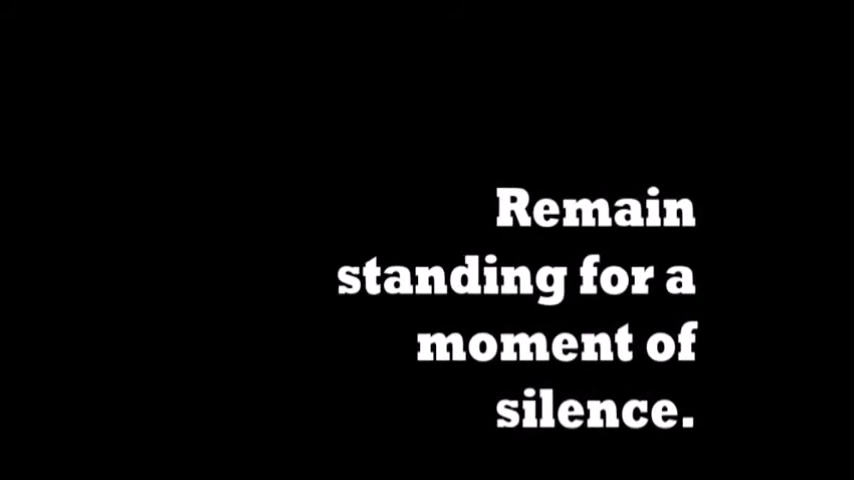 Remain
standing for a
moment of
silence.